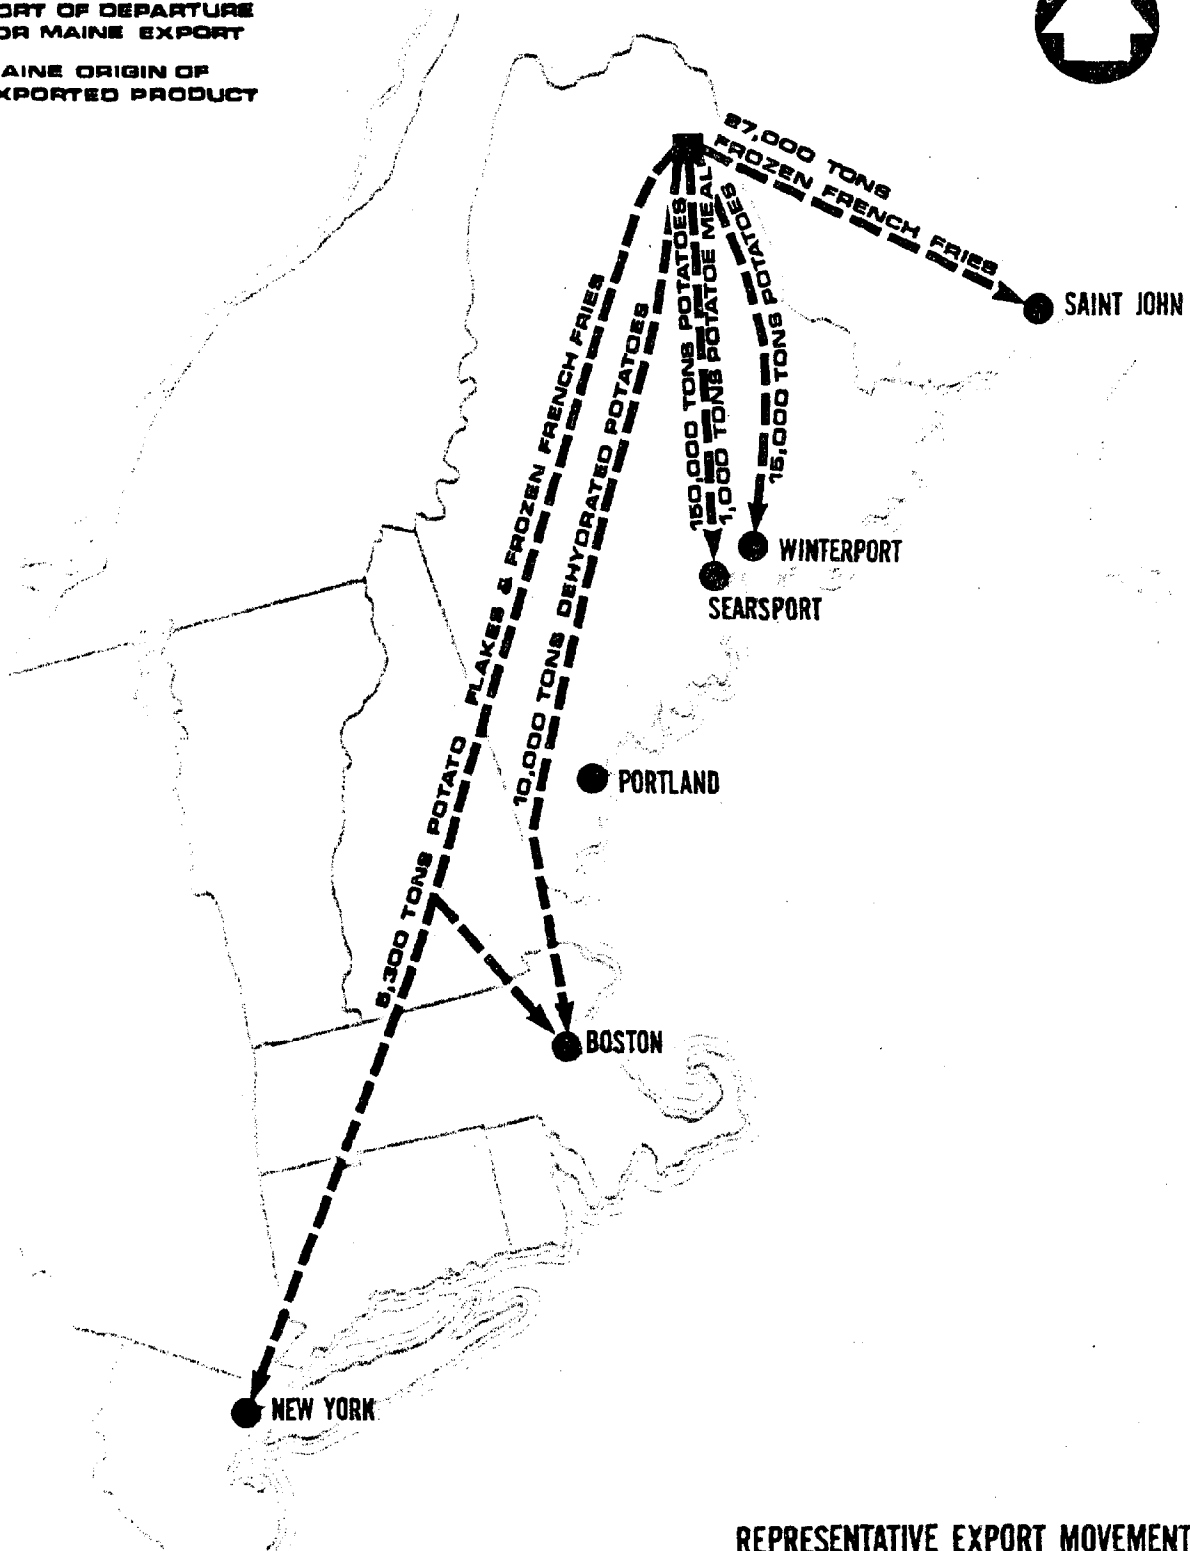 ORT OF DEPARTURE
OR MAINE EXPORT
AINE ORIGIN OF
XPORTED PRODUCT
27,000 TONS
FROZEN FRENCH FRIES
SAINT JOHN
15,000 TONS POTATOES
1,000 TONS POTATOE MEAL
150,000 TONS POTATOES
WINTERPORT
SEARSPORT
10,000 TONS DEHYDRATED POTATOES
5,300 TONS POTATO FLAKES & FROZEN FRENCH FRIES
PORTLAND
BOSTON
NEW YORK
REPRESENTATIVE EXPORT MOVEMENT